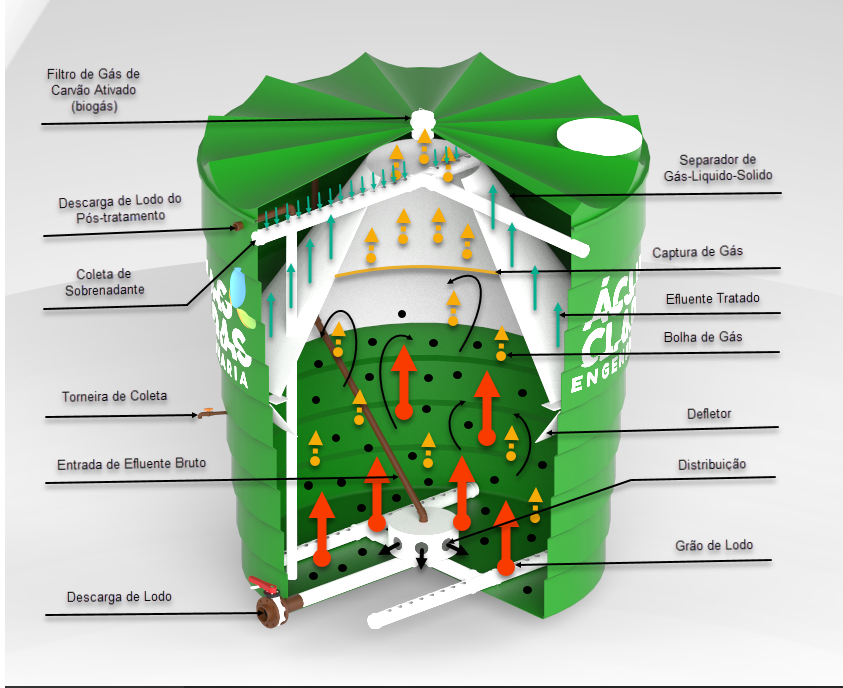 Filtro de Gás de
Carvão Ativado
(biogás)
Descarga de Lodo do
Pós-tratamento
Coleta de
Sobrenadante
Torneira de Coleta
Entrada de Efluente Bruto
Descarga de Lodo
Separador de
Gás-Liquido-Solido
Captura de Gás
Efluente Tratado
Bolha de Gás
Defletor
Distribuição
Grão de Lodo